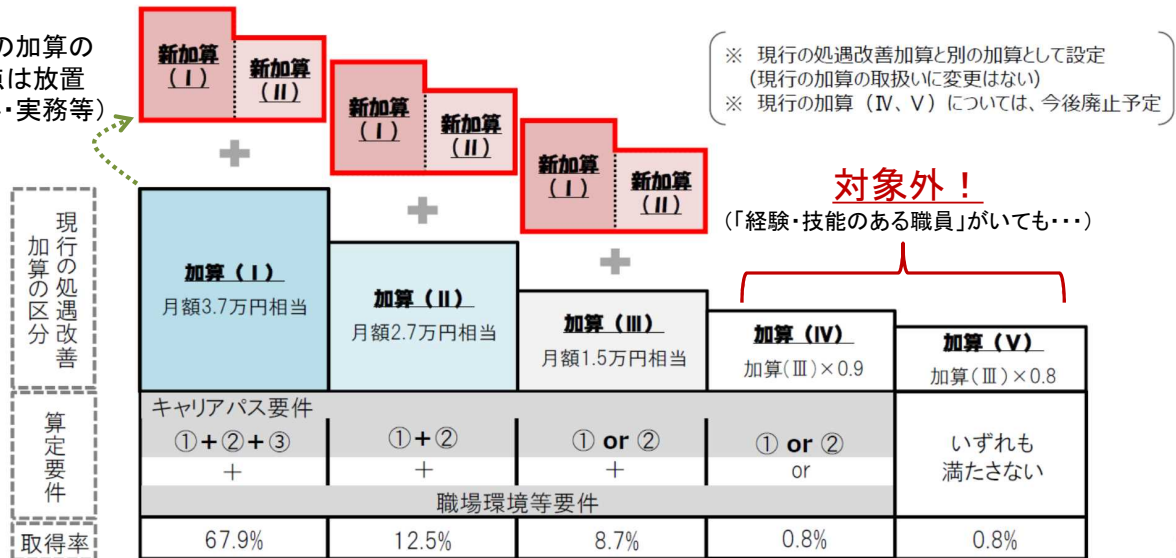 の加算の
点は放置
・実務等)
新加算
(Ⅰ)
新加算
(Ⅱ)
新加算
(Ⅰ)
新加算
(Ⅱ)
新加算
(Ⅰ)
新加算
(Ⅱ)
※ 現行の処遇改善加算と別の加算として設定
(現行の加算の取扱いに変更はない)
※ 現行の加算(Ⅳ、Ⅴ)については、今後廃止予定
対象外！
(「経験・技能のある職員」がいても・・・)
現行の処遇改善
加算の区分
加算(Ⅰ)
月額3.7万円相当
加算(Ⅱ)
月額2.7万円相当
加算(Ⅲ)
月額1.5万円相当
加算(Ⅳ)
加算(Ⅲ)×0.9
加算(Ⅴ)
加算(Ⅲ)×0.8
算定要件
キャリアパス要件
①+②+③
①+②
① or ②
① or ②
+
+
+
or
職場環境等要件
いずれも
満たさない
取得率
67.9%
12.5%
8.7%
0.8%
0.8%